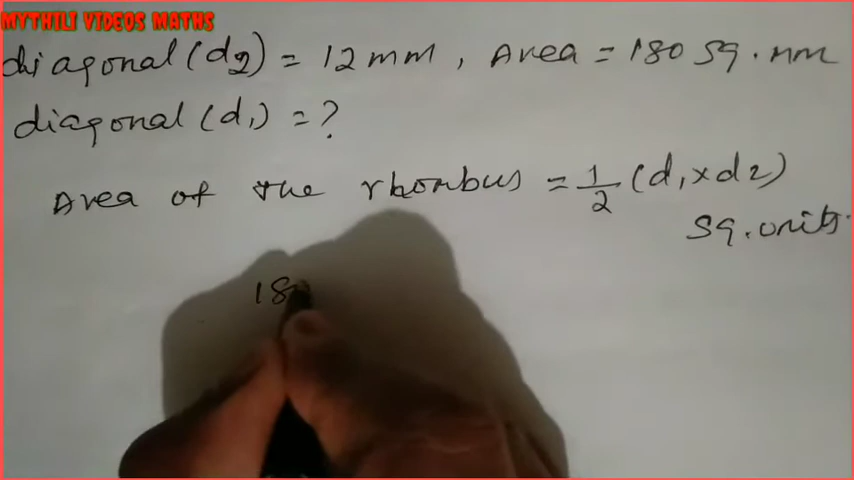 MYTHILI VIDEOS MATHS
diagonal (d2) = 12 mm, Area = 180 sq. mm
diagonal (d1) = ?
Area of the rhombus = 1/2 (d1 x d2)
sq. units.
18